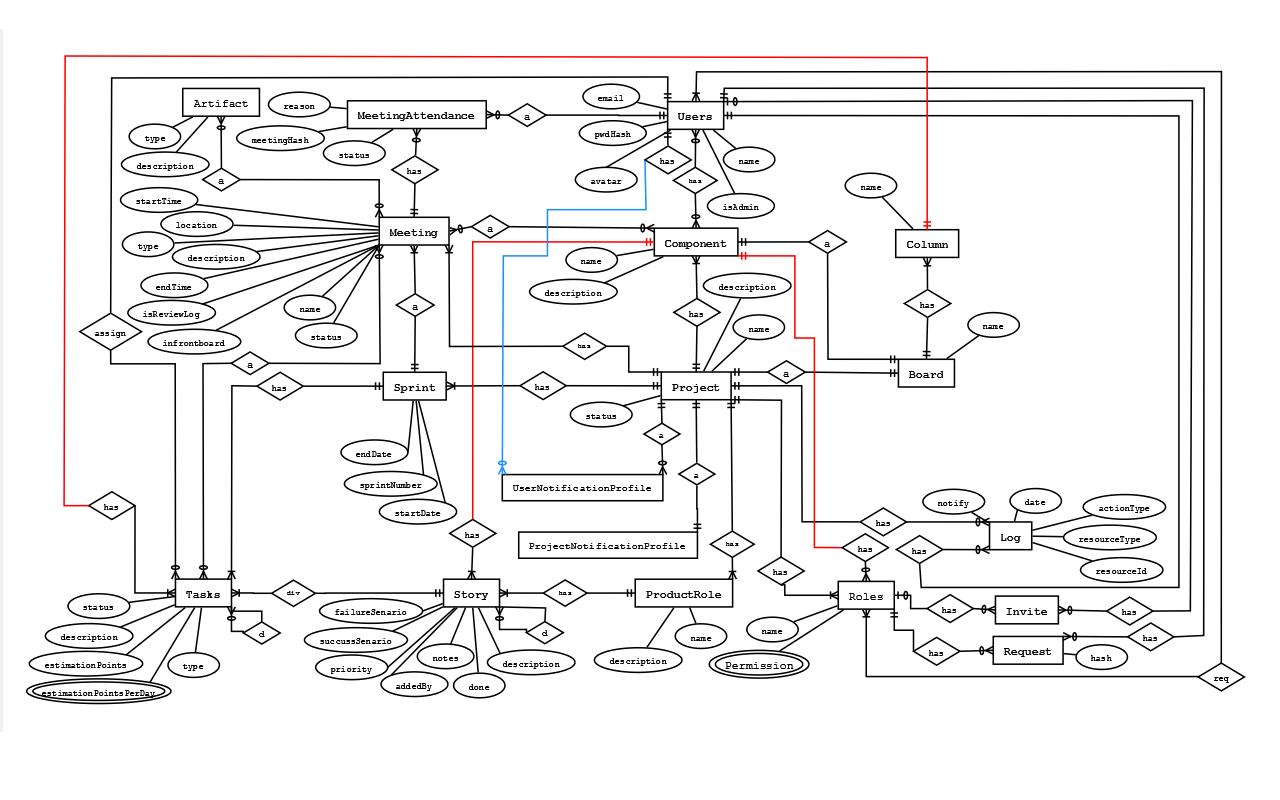 Artifact
reason
MeetingAttendance
a
email
Users
type
meetingHash
pwdHash
name
description
status
has
has
has
avatar
a
name
isAdmin
startTime
location
Meeting
a
Component
a
Column
type
description
name
endTime
description
description
isReviewLog
name
a
has
has
name
name
assign
infrontboard
status
has
a
has
Sprint
has
Project
a
Board
status
endDate
a
sprintNumber
a
UserNotificationProfile
startDate
notify
date
actionType
has
has
has
Log
resourceType
ProjectNotificationProfile
has
has
has
resourceId
has
Tasks
div
Story
has
ProductRole
Roles
has
Invite
has
status
failureSenario
description
d
succussSenario
d
name
name
has
Request
has
hash
estimationPoints
type
priority
notes
description
description
Permission
req
estimationPointsPerDay
addedBy
done